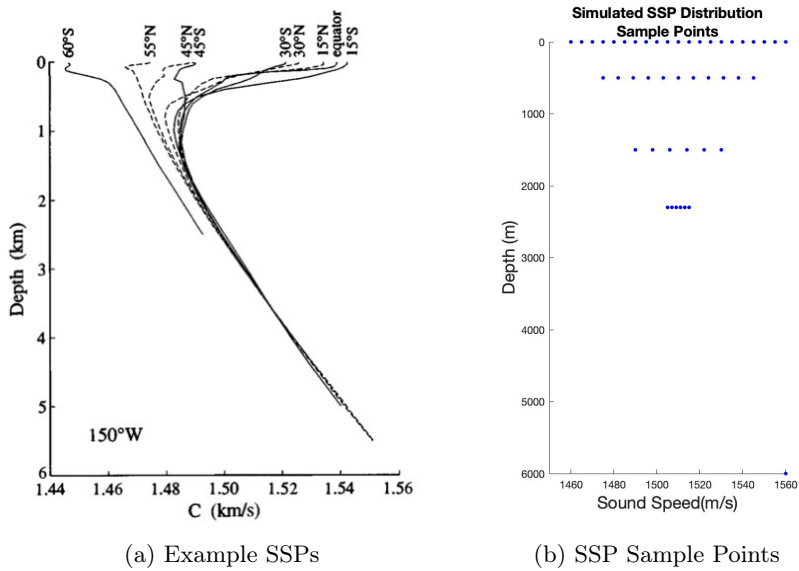 60°S
55°N
45°N
45°S
30°S
30°N
15°N
equator
15°S
0
1
2
3
4
5
6
Depth (km)
150°W
1.44 1.46 1.48 1.50 1.52 1.54 1.56
C (km/s)
(a) Example SSPs
Simulated SSP Distribution
Sample Points
0
1000
2000
3000
4000
5000
6000
Depth (m)
1460 1480 1500 1520 1540 1560
Sound Speed(m/s)
(b) SSP Sample Points